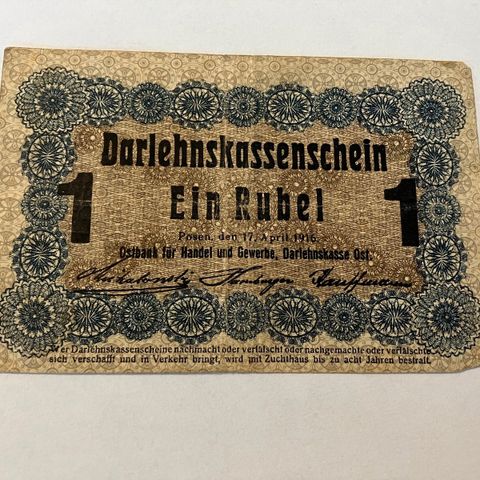 Darlehnskassenschein
1 Ein Rubel 1
Posen, den 17. April 1916.
Ostbank für Handel und Gewerbe, Darlehnskasse Ost.
Kauffmann
Wer Darlehnskassenscheine nachmacht oder verfälscht oder nachgemachte oder verfälschte
sich verschafft und in Verkehr bringt, wird mit Zuchthaus bis zu acht Jahren bestraft.